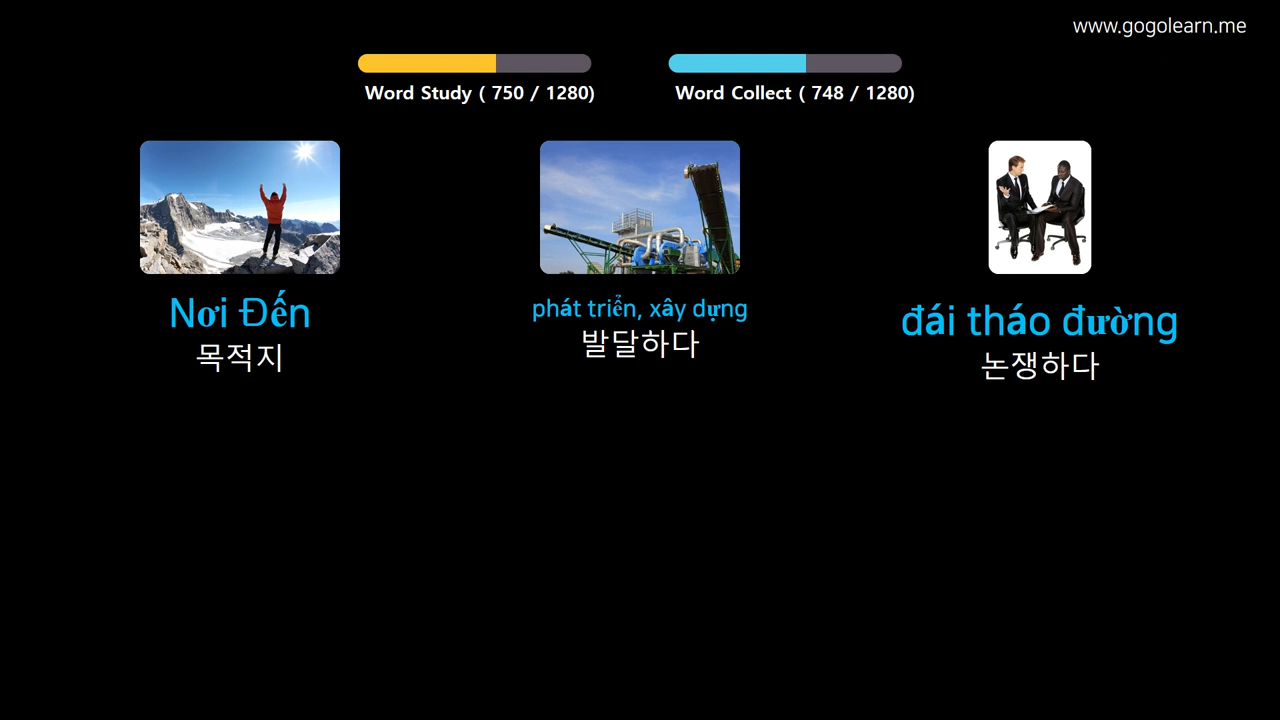 www.gogolearn.me
Word Study ( 750 / 1280)
Word Collect ( 748 / 1280)
Nơi Đến
목적지
phát triển, xây dựng
발달하다
đái tháo đường
논쟁하다